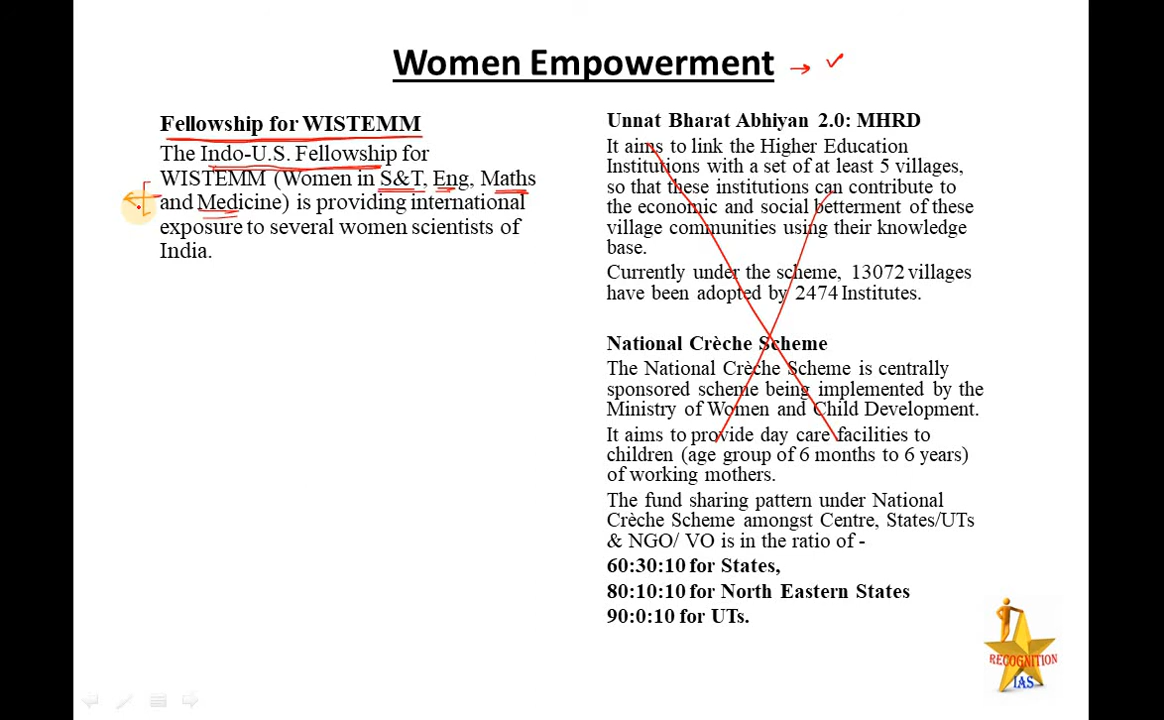 Women Empowerment
Fellowship for WISTEMM
The Indo-U.S. Fellowship for
WISTEMM (Women in S&T, Eng, Maths
and Medicine) is providing international
exposure to several women scientists of
India.
Unnat Bharat Abhiyan 2.0: MHRD
It aims to link the Higher Education
Institutions with a set of at least 5 villages,
so that these institutions can contribute to
the economic and social betterment of these
village communities using their knowledge
base.
Currently under the scheme, 13072 villages
have been adopted by 2474 Institutes.
National Crèche Scheme
The National Crèche Scheme is centrally
sponsored scheme being implemented by the
Ministry of Women and Child Development.
It aims to provide day care facilities to
children (age group of 6 months to 6 years)
of working mothers.
The fund sharing pattern under National
Crèche Scheme amongst Centre, States/UTs
& NGO/ VO is in the ratio of -
60:30:10 for States,
80:10:10 for North Eastern States
90:0:10 for UTs.
RECOGNITION
IAS